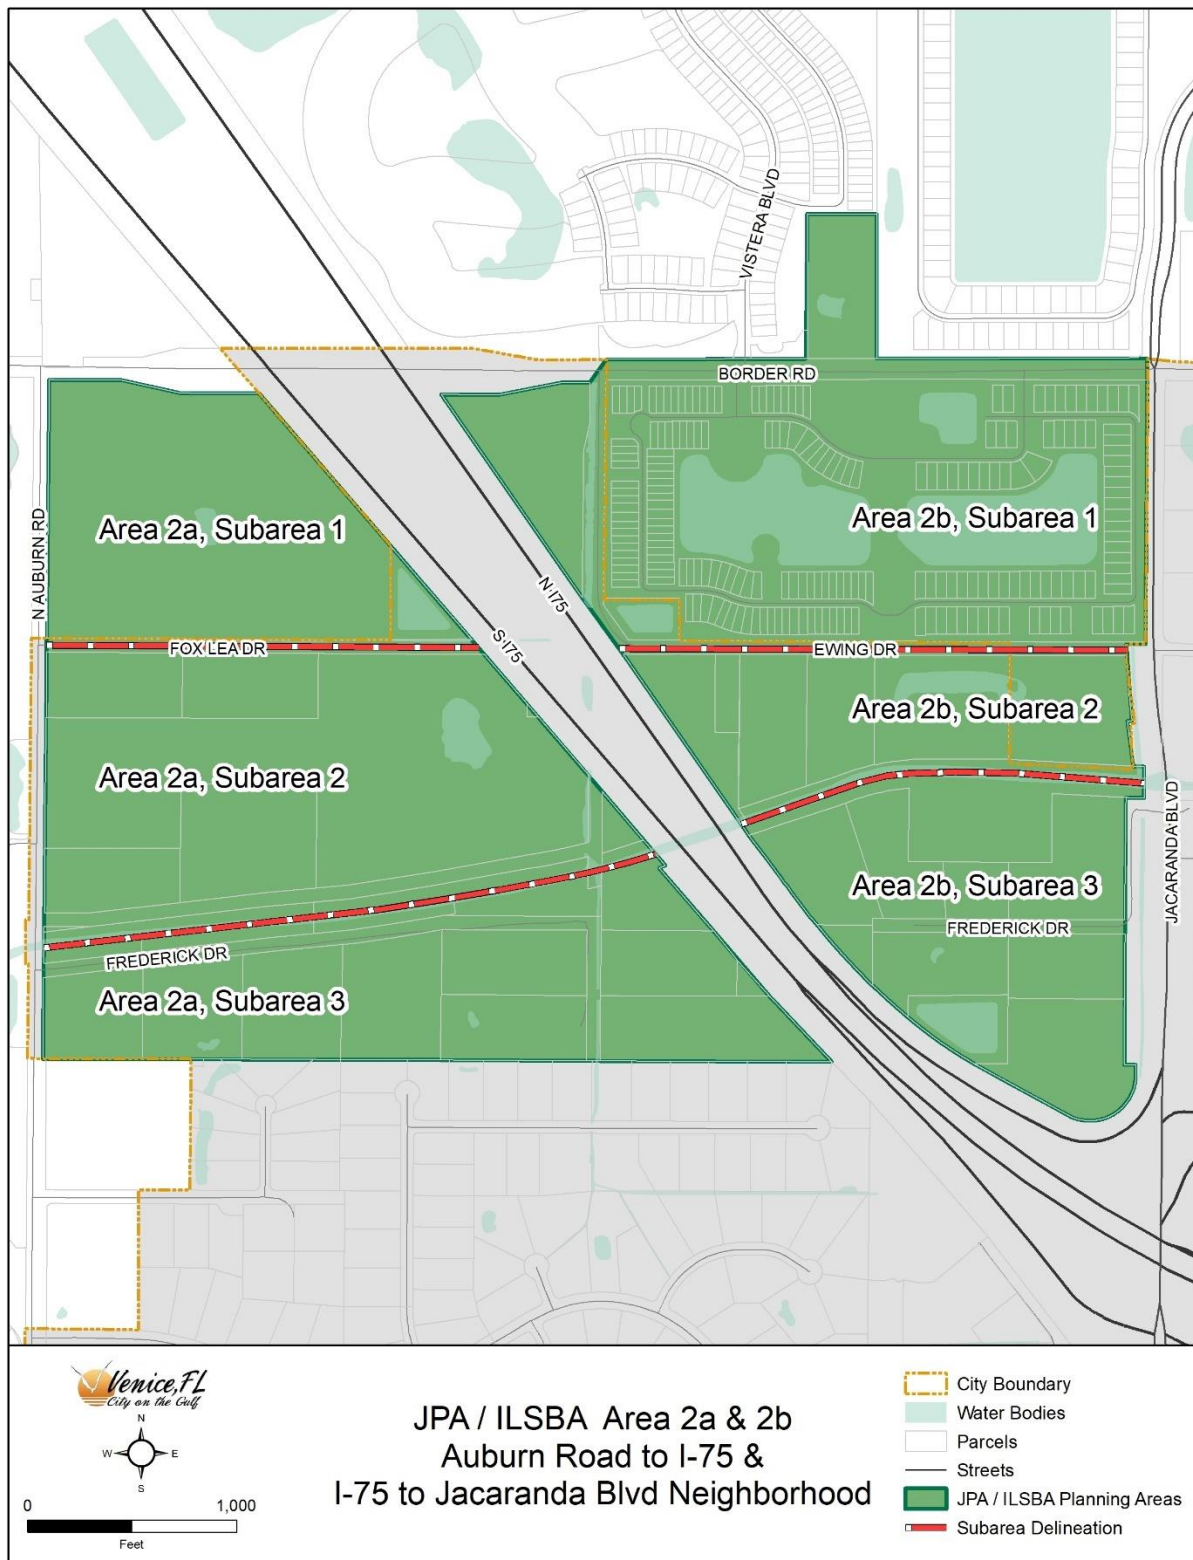 VISTERA BLVD
BORDER RD
N AUBURN RD
Area 2a, Subarea 1
Area 2b, Subarea 1
N I75
S I75
FOX LEA DR
EWING DR
Area 2b, Subarea 2
Area 2a, Subarea 2
JACARANDA BLVD
Area 2b, Subarea 3
FREDERICK DR
FREDERICK DR
Area 2a, Subarea 3
Venice, FL
City on the Gulf
N
W E
S
0 1,000
Feet
JPA / ILSBA Area 2a & 2b
Auburn Road to I-75 &
I-75 to Jacaranda Blvd Neighborhood
City Boundary
Water Bodies
Parcels
Streets
JPA / ILSBA Planning Areas
Subarea Delineation